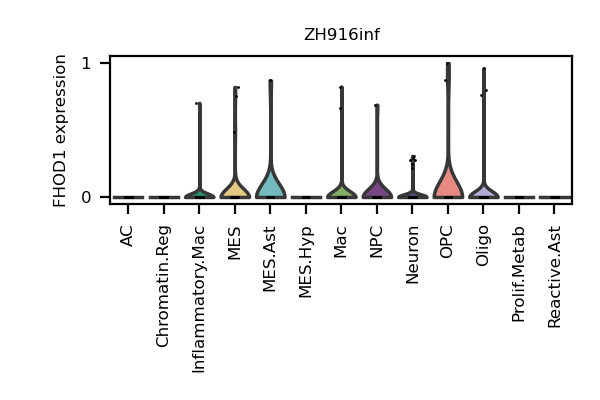 ZH916inf
FHOD1 expression
1
0
AC
Chromatin.Reg
Inflammatory.Mac
MES
MES.Ast
MES.Hyp
Mac
NPC
Neuron
OPC
Oligo
Prolif.Metab
Reactive.Ast